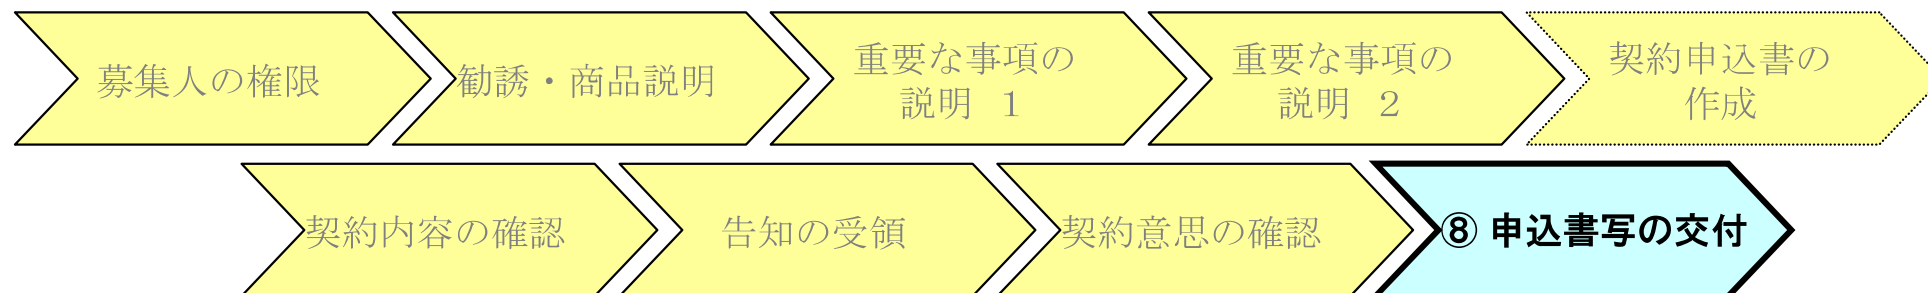 募集人の権限
勧誘・商品説明
重要な事項の
説明 1
重要な事項の
説明 2
契約申込書の
作成
契約内容の確認
告知の受領
契約意思の確認
⑧ 申込書写の交付